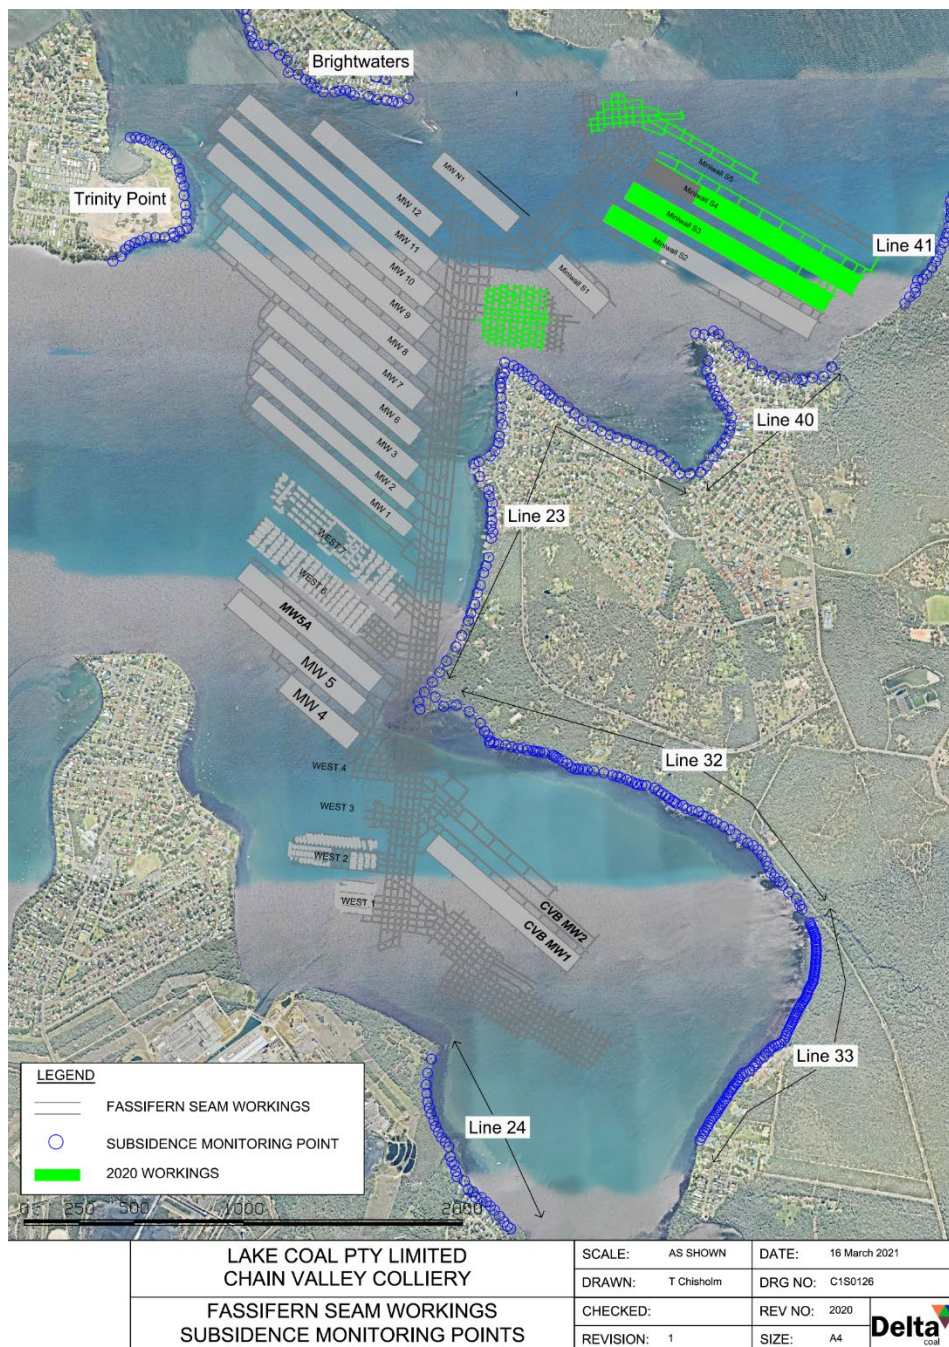 Brightwaters
Trinity Point
MW N1
MW 12
MW 11
MW 10
MW 9
MW 8
MW 7
MW 6
MW 3
MW 2
MW 1
Miniwall S5
Miniwall S4
Miniwall S3
Miniwall S2
Miniwall S1
Line 41
Line 40
Line 23
WEST 7
WEST 6
MW5A
MW 5
MW 4
WEST 4
WEST 3
WEST 2
WEST 1
CVB MW2
CVB MW1
Line 32
Line 33
Line 24
LEGEND
FASSIFERN SEAM WORKINGS
SUBSIDENCE MONITORING POINT
2020 WORKINGS
0 250 500 1000 2000
LAKE COAL PTY LIMITED
CHAIN VALLEY COLLIERY
FASSIFERN SEAM WORKINGS
SUBSIDENCE MONITORING POINTS
SCALE: AS SHOWN
DATE: 16 March 2021
DRAWN: T Chisholm
DRG NO: C1S0126
CHECKED:
REV NO: 2020
REVISION: 1
SIZE: A4
Delta
coal